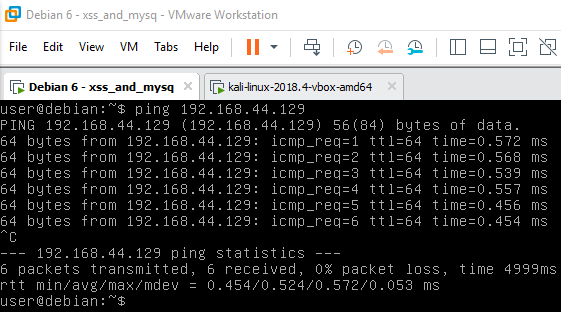 Debian 6 - xss_and_mysq - VMware Workstation
File Edit View VM Tabs Help
Debian 6 - xss_and_mysq × kali-linux-2018.4-vbox-amd64 ×
user@debian:~$ ping 192.168.44.129
PING 192.168.44.129 (192.168.44.129) 56(84) bytes of data.
64 bytes from 192.168.44.129: icmp_req=1 ttl=64 time=0.572 ms
64 bytes from 192.168.44.129: icmp_req=2 ttl=64 time=0.568 ms
64 bytes from 192.168.44.129: icmp_req=3 ttl=64 time=0.539 ms
64 bytes from 192.168.44.129: icmp_req=4 ttl=64 time=0.557 ms
64 bytes from 192.168.44.129: icmp_req=5 ttl=64 time=0.456 ms
64 bytes from 192.168.44.129: icmp_req=6 ttl=64 time=0.454 ms
^C
--- 192.168.44.129 ping statistics ---
6 packets transmitted, 6 received, 0% packet loss, time 4999ms
rtt min/avg/max/mdev = 0.454/0.524/0.572/0.053 ms
user@debian:~$